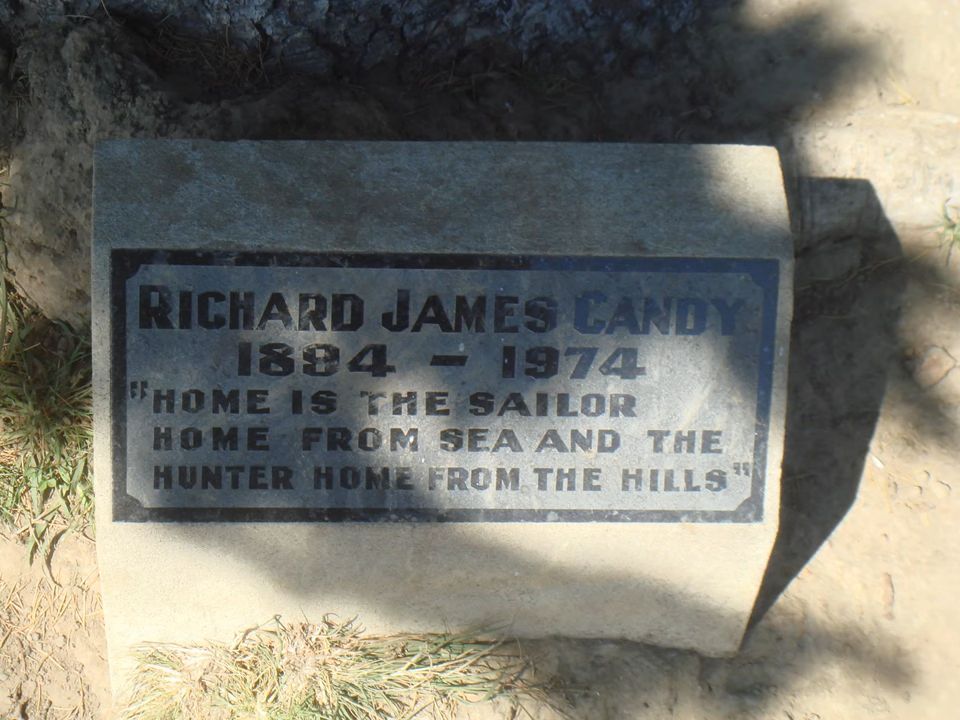 RICHARD JAMES CANDY
1894 - 1974
"HOME IS THE SAILOR
HOME FROM SEA AND THE
HUNTER HOME FROM THE HILLS"